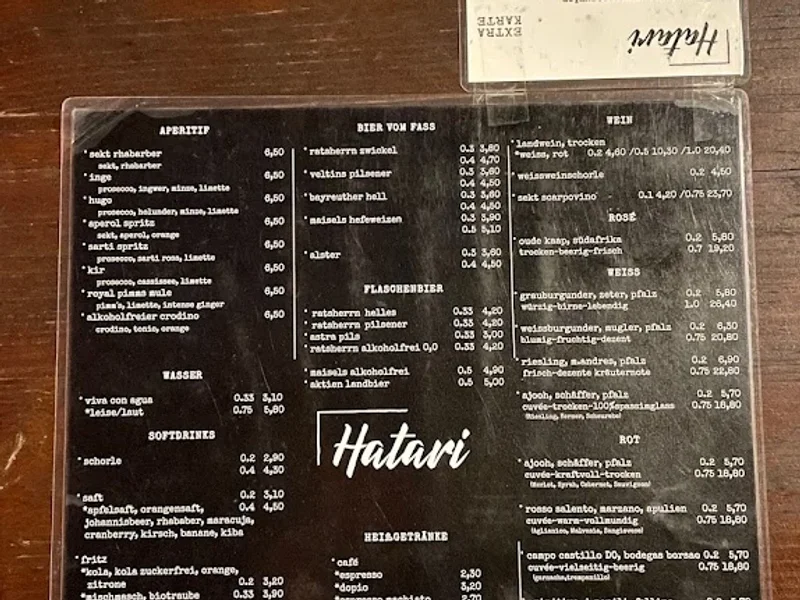 EXTRA
KARTE
Hatari
APERITIF
*sekt rhabarber 6,50
sekt, rhabarber
*inge 6,50
prosecco, ingwer, minze, limette
*hugo 6,50
prosecco, holunder, minze, limette
*aperol spritz 6,50
sekt, aperol, orange
*sarti spritz 6,50
prosecco, sarti rosa, limette
*kir 6,50
prosecco, cassissee, limette
*royal pimms mule 6,50
pimm's, limette, intense ginger
*alkoholfreier crodino 6,50
crodino, tonic, orange
WASSER
*viva con agua 0.33 3,10
*leise/laut 0.75 5,80
SOFTDRINKS
*schorle 0.2 2,90
0.4 4,30
*saft 0.2 3,10
*apfelsaft, orangensaft, 0.4 4,50
johannisbeer, rhababer, maracuja,
cranberry, kirsch, banane, kiba
*fritz
*kola, kola zuckerfrei, orange,
zitrone 0.2 3,20
*mischmasch, biotraube 0.33 3,90
BIER VOM FASS
*ratsherrn zwickel 0.3 3,80
0.4 4,70
*veltins pilsener 0.3 3,60
0.4 4,50
*bayreuther hell 0.3 3,60
0.4 4,50
*maisels hefeweizen 0.3 3,90
0.5 5,10
*alster 0.3 3,60
0.4 4,50
FLASCHENBIER
*ratsherrn helles 0.33 4,20
*ratsherrn pilsener 0.33 4,20
*astra pils 0.33 3,00
*ratsherrn alkoholfrei 0,0 0.33 4,20
*maisels alkoholfrei 0.5 4,90
*aktien landbier 0.5 5,00
Hatari
HEIßGETRÄNKE
*café
*espresso 2,30
*dopio 3,20
*espresso machiato 2,70
WEIN
*landwein, trocken
*weiss, rot 0.2 4,60 /0.5 10,30 /1.0 20,40
*weissweinschorle 0.2 4,50
*sekt scarpovino 0.1 4,20 /0.75 23,70
ROSÉ
*oude kaap, südafrika 0.2 5,80
trocken-beerig-frisch 0.7 19,20
WEISS
*grauburgunder, zeter, pfalz 0.2 5,80
würzig-birne-lebendig 1.0 26,40
*weissburgunder, mugler, pfalz 0.2 6,30
blumig-fruchtig-dezent 0.75 20,80
*riesling, m.andres, pfalz 0.2 6,90
frisch-dezente kräuternote 0.75 22,80
*ajooh, schäffer, pfalz 0.2 5,70
cuvée-trocken-100%spassimglass 0.75 18,80
(Riesling, Kerner, Scheurebe)
ROT
*ajooh, schäffer, pfalz 0.2 5,70
cuvée-kraftvoll-trocken 0.75 18,80
(Merlot, Syrah, Cabernet, Sauvignon)
*rosso salento, marzano, apulien 0.2 5,70
cuvée-warm-vollmundig 0.75 18,80
(Aglianico, Malvasia, Sangiovese)
*campo castillo DO, bodegas borsao 0.2 5,70
cuvée-vielseitig-beerig 0.75 18,80
(garnacha,trempanillo)